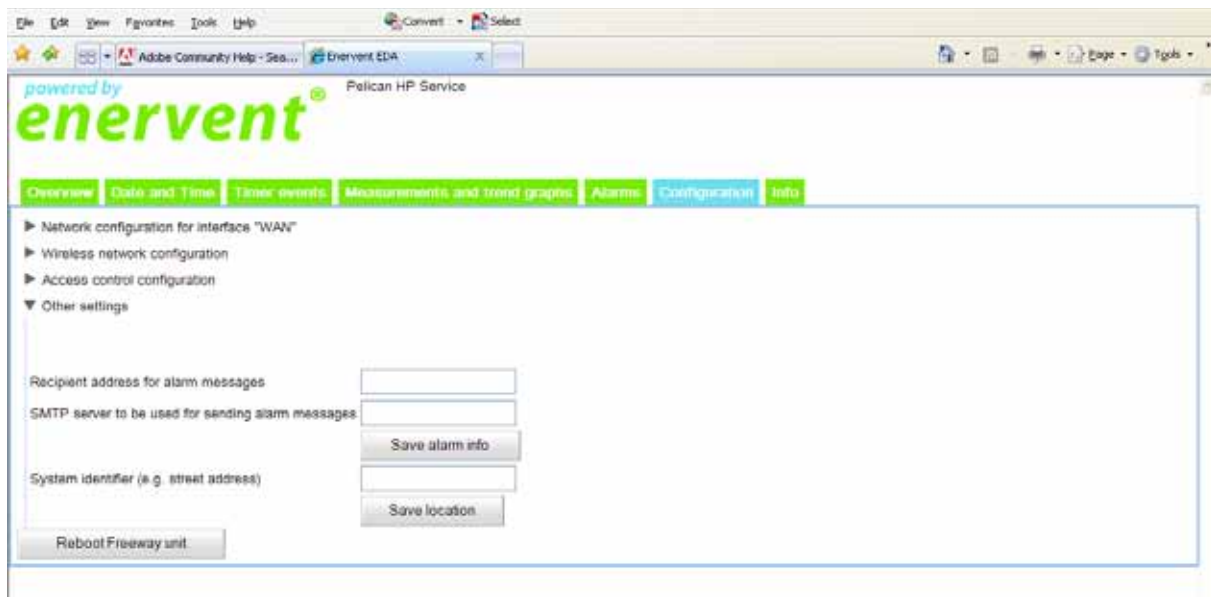 File Edit View Favorites Tools Help Convert Select
Adobe Community Help - Sea... Enervent EDA Page Tools
powered by
enervent®
Pelican HP Service
Overview Date and Time Timer events Measurements and trend graphs Alarms Configuration Info
Network configuration for interface "WAN"
Wireless network configuration
Access control configuration
Other settings
Recipient address for alarm messages
SMTP server to be used for sending alarm messages
Save alarm info
System identifier (e.g. street address)
Save location
Reboot Freeway unit